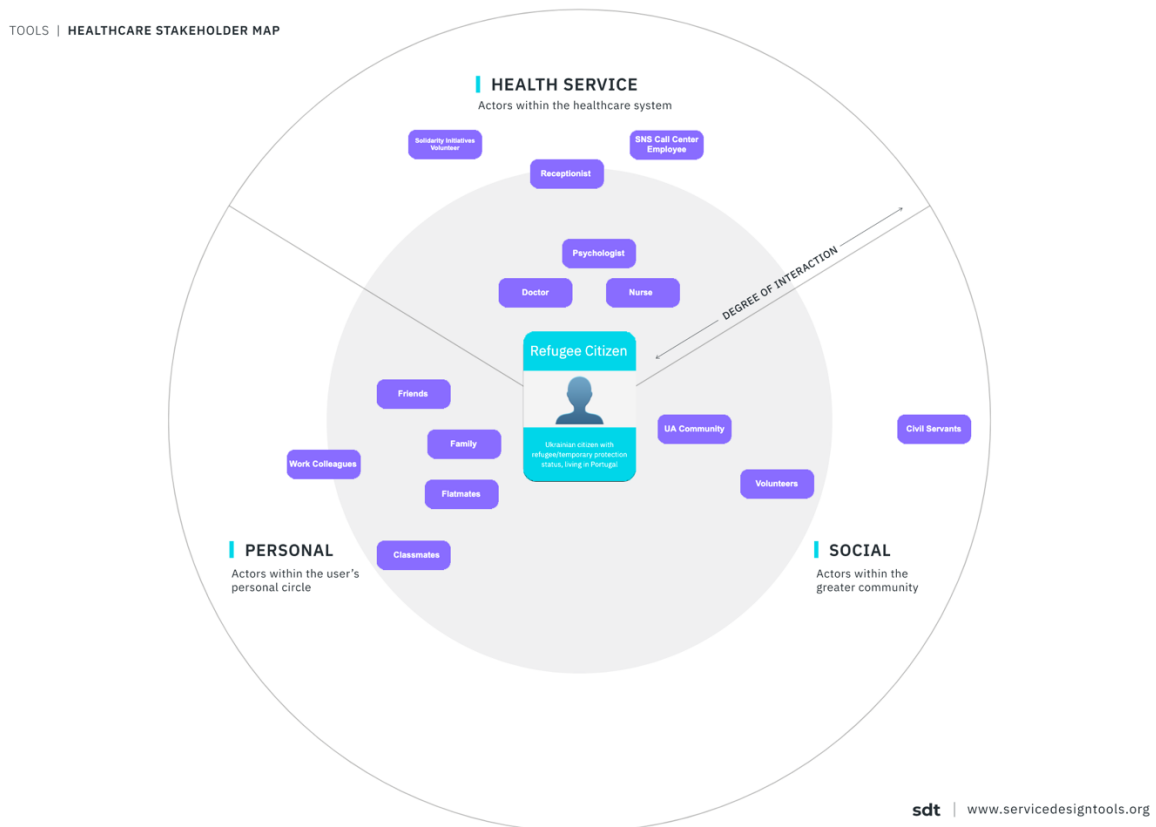 TOOLS | HEALTHCARE STAKEHOLDER MAP
HEALTH SERVICE
Actors within the healthcare system
Solidarity Initiatives
Volunteer
SNS Call Center
Employee
Receptionist
Psychologist
Doctor
Nurse
DEGREE OF INTERACTION
Refugee Citizen
Ukrainian citizen with
refugee/temporary protection
status, living in Portugal
Friends
Family
Work Colleagues
Flatmates
Classmates
UA Community
Civil Servants
Volunteers
PERSONAL
Actors within the user's
personal circle
SOCIAL
Actors within the
greater community
sdt | www.servicedesigntools.org